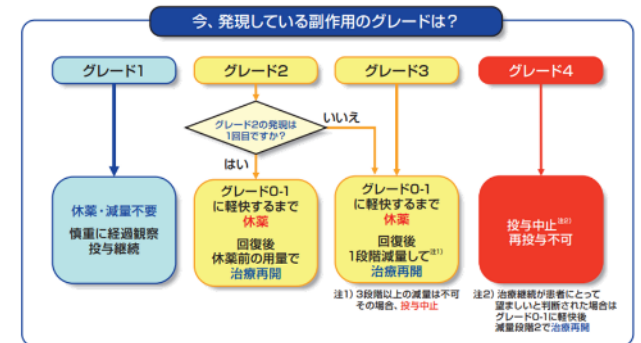 今、発現している副作用のグレードは？
グレード1
グレード2
グレード3
グレード4
グレード2の発現は
1回目ですか？
いいえ
はい
休薬・減量不要
慎重に経過観察
投与継続
グレード0-1
に軽快するまで
休薬
回復後
休薬前の用量で
治療再開
グレード0-1
に軽快するまで
休薬
回復後
1段階減量して注1)
治療再開
投与中止注2)
再投与不可
注1）3段階以上の減量は不可
その場合、投与中止
注2）治療継続が患者にとって
望ましいと判断された場合は
グレード0-1に軽快後
減量段階2で治療再開